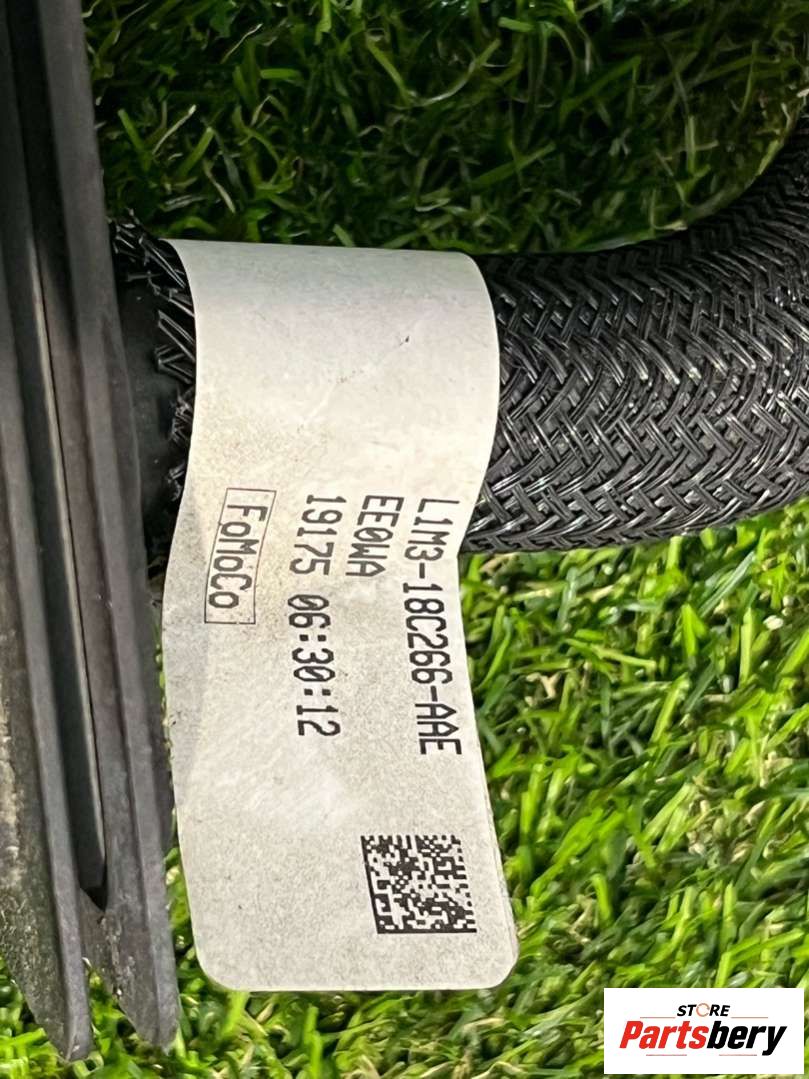 L1M3-18C266-AAE
EE0WA
19175 06:30:12
FoMoCo
STORE
Partsbery